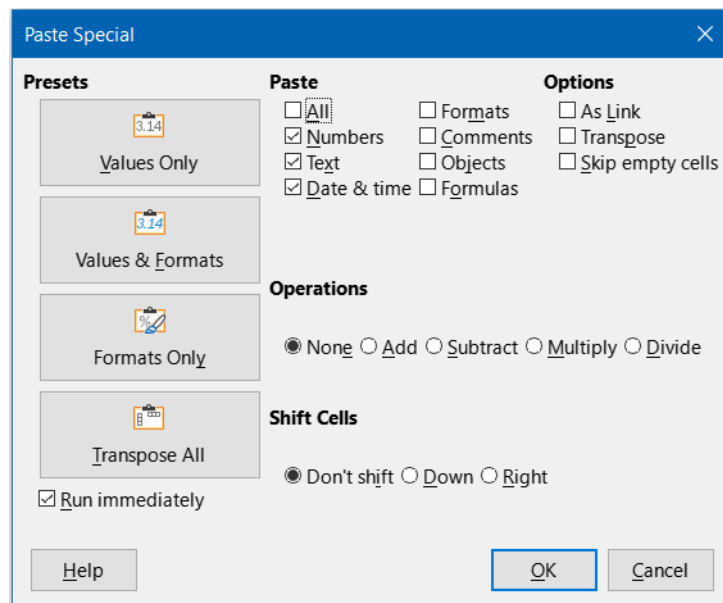 Paste Special
Presets
3.14
Values Only
3.14
Values & Formats
%
Formats Only
Transpose All
Run immediately
Paste
All
Numbers
Text
Date & time
Formats
Comments
Objects
Formulas
Options
As Link
Transpose
Skip empty cells
Operations
None Add Subtract Multiply Divide
Shift Cells
Don't shift Down Right
Help OK Cancel